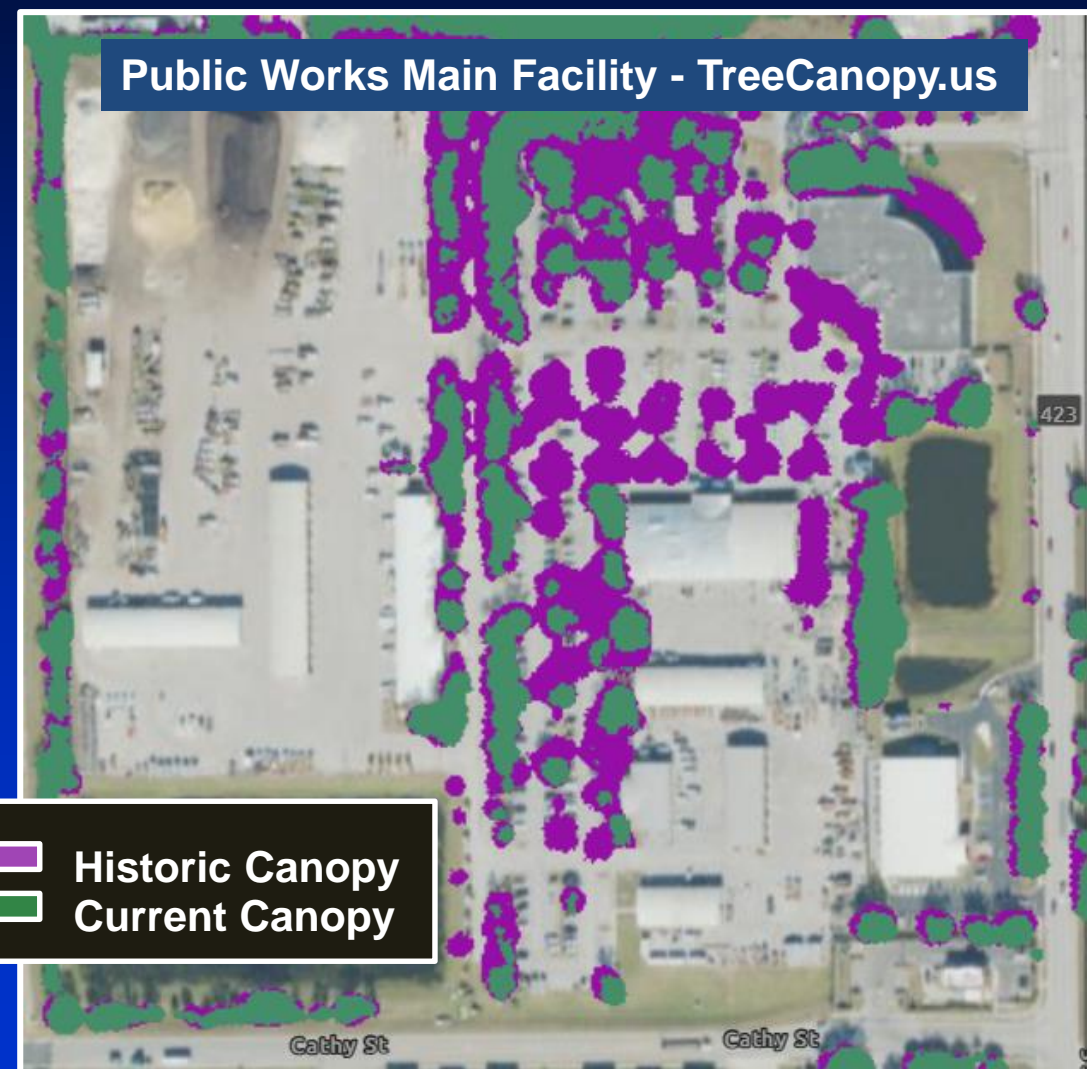 Public Works Main Facility - TreeCanopy.us
423
Historic Canopy
Current Canopy
Cathy St
Cathy St